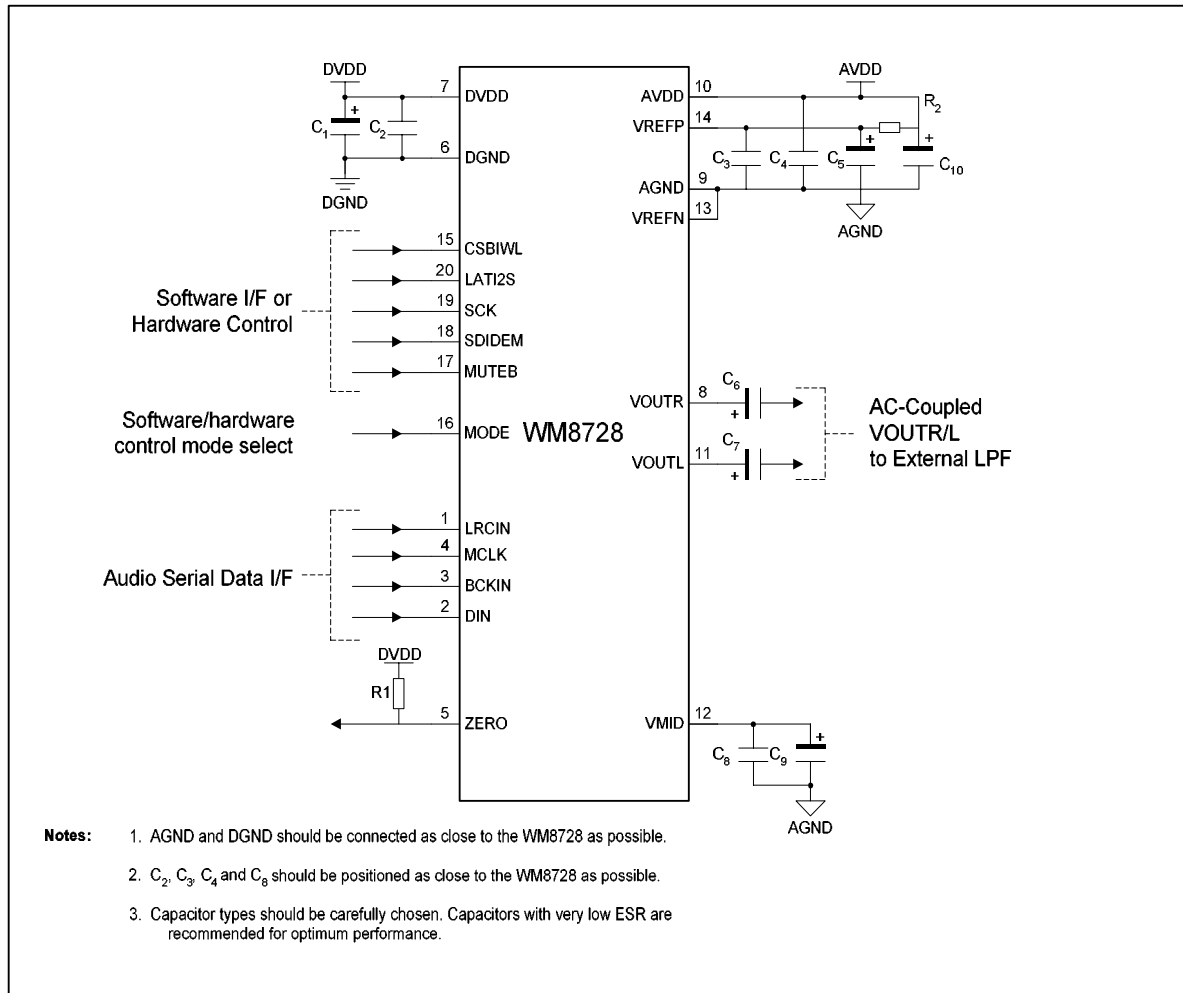 DVDD
7
DVDD
C1
+
C2
6
DGND
DGND
AVDD
10
AVDD
R2
14
VREFP
C3
C4
C5
+
+
C10
9
AGND
13
VREFN
AGND
Software I/F or
Hardware Control
15
CSBIWL
20
LATI2S
19
SCK
18
SDIDEM
17
MUTEB
Software/hardware
control mode select
16
MODE
WM8728
VOUTR
8
C6
+
VOUTL
11
C7
+
AC-Coupled
VOUTR/L
to External LPF
Audio Serial Data I/F
1
LRCIN
4
MCLK
3
BCKIN
2
DIN
DVDD
R1
5
ZERO
VMID
12
C8
C9
+
AGND
Notes:
1. AGND and DGND should be connected as close to the WM8728 as possible.
2. C2, C3, C4 and C8 should be positioned as close to the WM8728 as possible.
3. Capacitor types should be carefully chosen. Capacitors with very low ESR are
recommended for optimum performance.